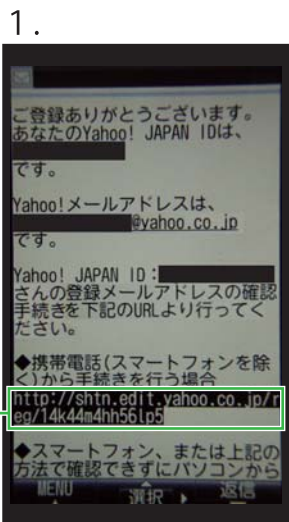 1.
ご登録ありがとうございます。
あなたのYahoo! JAPAN IDは、
です。
Yahoo!メールアドレスは、
@yahoo.co.jp
です。
Yahoo! JAPAN ID:
さんの登録メールアドレスの確認
手続きを下記のURLより行ってく
ださい。
◆携帯電話(スマートフォンを除
く)から手続きを行う場合
http://shtn.edit.yahoo.co.jp/r
eg/14k44m4hh56lp5
◆スマートフォン、または上記の
方法で確認できずにパソコンから
MENU 選択 返信